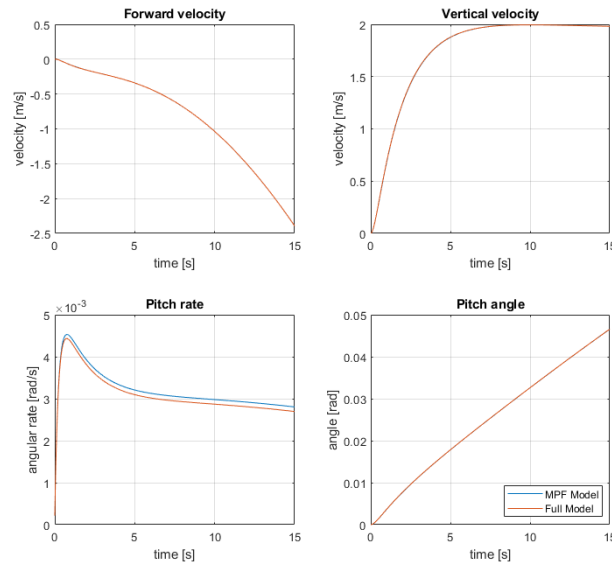 Forward velocity
0.5
0
-0.5
-1
-1.5
-2
-2.5
velocity [m/s]
0 5 10 15
time [s]
Vertical velocity
2
1.5
1
0.5
0
velocity [m/s]
0 5 10 15
time [s]
Pitch rate
× 10⁻³
5
4
3
2
1
0
angular rate [rad/s]
0 5 10 15
time [s]
Pitch angle
0.05
0.04
0.03
0.02
0.01
0
angle [rad]
MPF Model
Full Model
0 5 10 15
time [s]